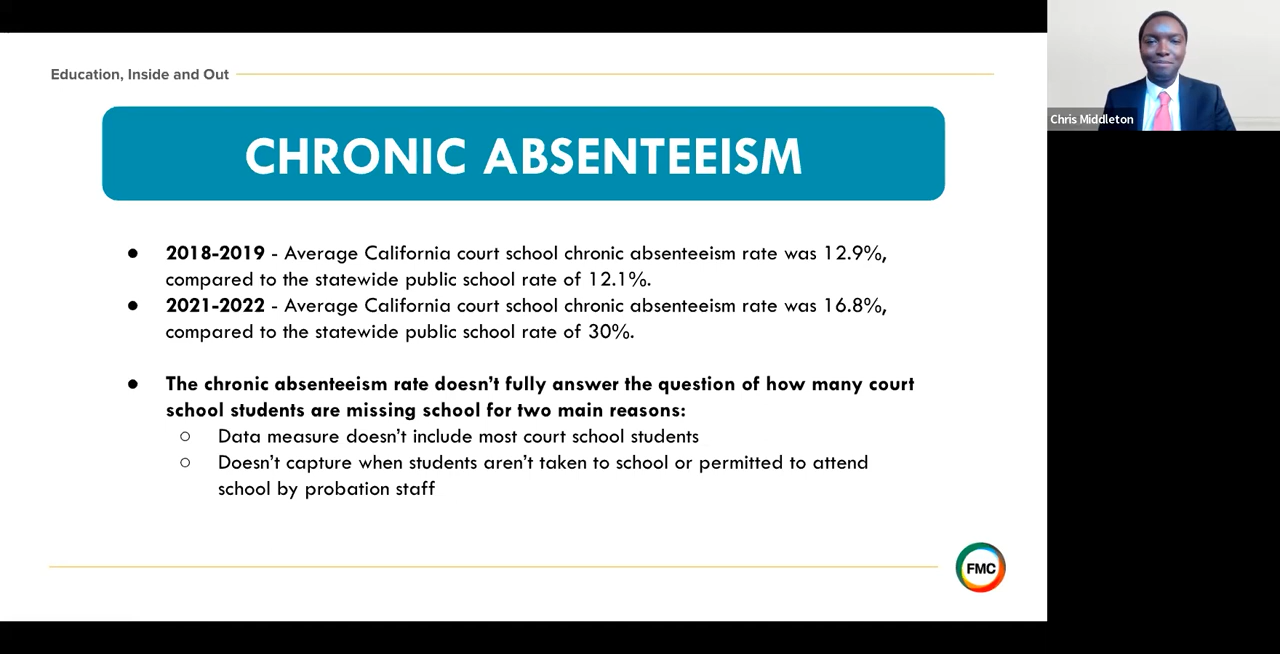 Education, Inside and Out
CHRONIC ABSENTEEISM
● 2018-2019 - Average California court school chronic absenteeism rate was 12.9%,
compared to the statewide public school rate of 12.1%.
● 2021-2022 - Average California court school chronic absenteeism rate was 16.8%,
compared to the statewide public school rate of 30%.
● The chronic absenteeism rate doesn't fully answer the question of how many court
school students are missing school for two main reasons:
○ Data measure doesn't include most court school students
○ Doesn't capture when students aren't taken to school or permitted to attend
school by probation staff
FMC
Chris Middleton